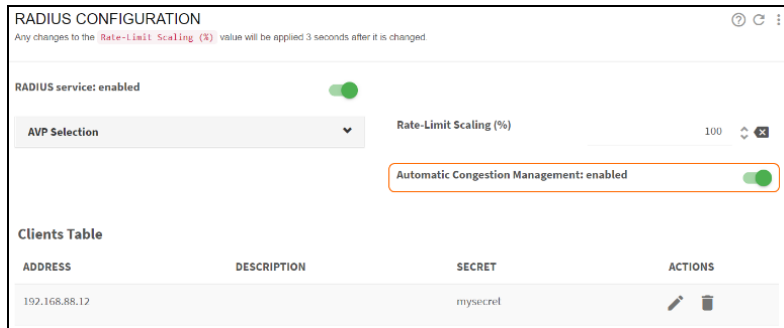 RADIUS CONFIGURATION
Any changes to the Rate-Limit Scaling (%) value will be applied 3 seconds after it is changed.
RADIUS service: enabled
AVP Selection
Rate-Limit Scaling (%)
100
Automatic Congestion Management: enabled
Clients Table
ADDRESS DESCRIPTION SECRET ACTIONS
192.168.88.12 mysecret